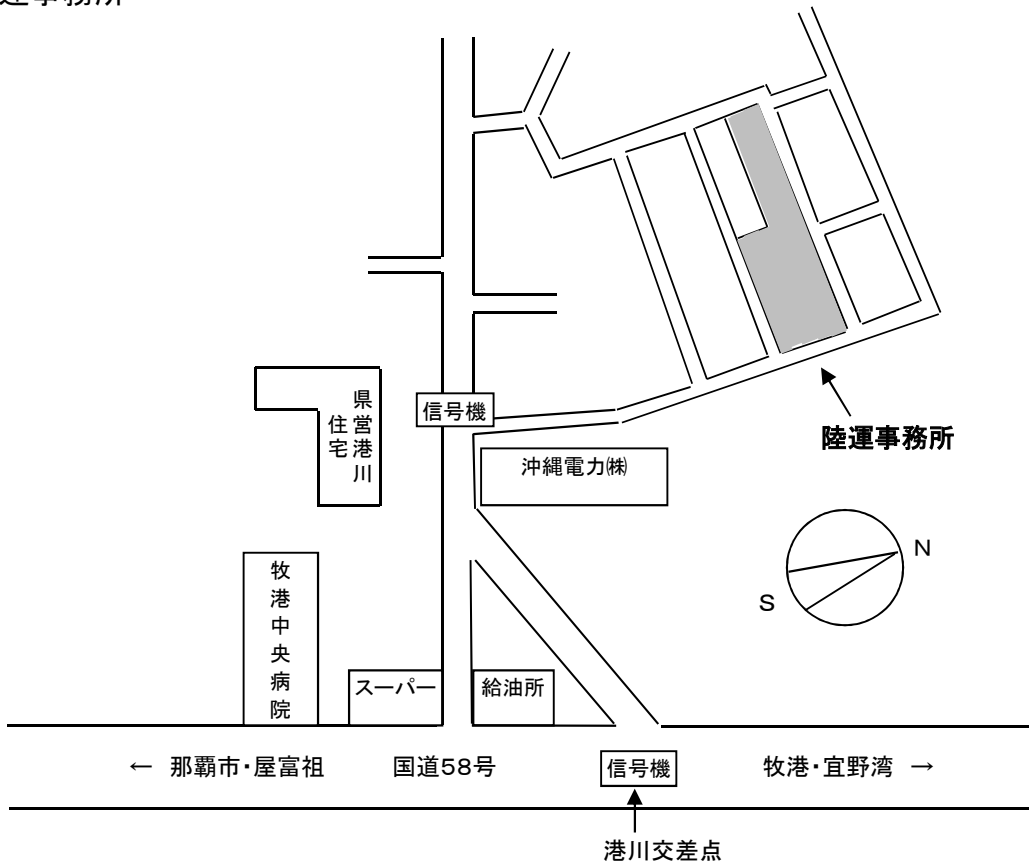 運事務所
県営港川
住宅
信号機
陸運事務所
沖縄電力㈱
N
S
牧港中央病院
スーパー
給油所
← 那覇市・屋富祖
国道58号
信号機
牧港・宜野湾 →
港川交差点